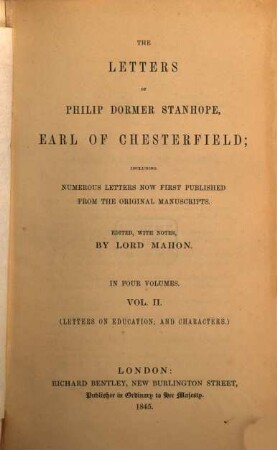 THE
LETTERS
OF
PHILIP DORMER STANHOPE,
EARL OF CHESTERFIELD;
INCLUDING
NUMEROUS LETTERS NOW FIRST PUBLISHED
FROM THE ORIGINAL MANUSCRIPTS.
EDITED, WITH NOTES,
BY LORD MAHON.
IN FOUR VOLUMES.
VOL. II.
(LETTERS ON EDUCATION, AND CHARACTERS.)
LONDON:
RICHARD BENTLEY, NEW BURLINGTON STREET,
Publisher in Ordinary to Her Majesty.
1845.